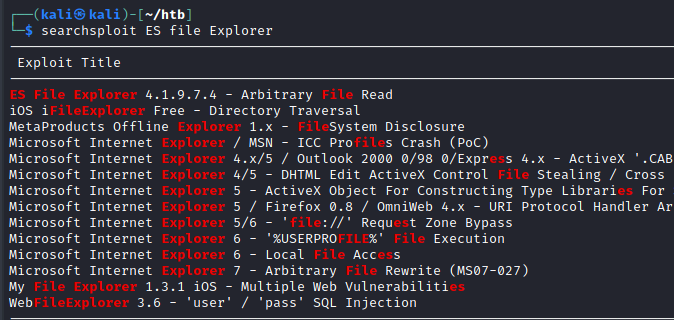 ┌──(kali㉿kali)-[~/htb]
└─$ searchsploit ES file Explorer
Exploit Title
ES File Explorer 4.1.9.7.4 - Arbitrary File Read
iOS iFileExplorer Free - Directory Traversal
MetaProducts Offline Explorer 1.x - FileSystem Disclosure
Microsoft Internet Explorer / MSN - ICC Profiles Crash (PoC)
Microsoft Internet Explorer 4.x/5 / Outlook 2000 0/98 0/Express 4.x - ActiveX '.CAB
Microsoft Internet Explorer 4/5 - DHTML Edit ActiveX Control File Stealing / Cross
Microsoft Internet Explorer 5 - ActiveX Object For Constructing Type Libraries For
Microsoft Internet Explorer 5 / Firefox 0.8 / OmniWeb 4.x - URI Protocol Handler Ar
Microsoft Internet Explorer 5/6 - 'file://' Request Zone Bypass
Microsoft Internet Explorer 6 - '%USERPROFILE%' File Execution
Microsoft Internet Explorer 6 - Local File Access
Microsoft Internet Explorer 7 - Arbitrary File Rewrite (MS07-027)
My File Explorer 1.3.1 iOS - Multiple Web Vulnerabilities
WebFileExplorer 3.6 - 'user' / 'pass' SQL Injection